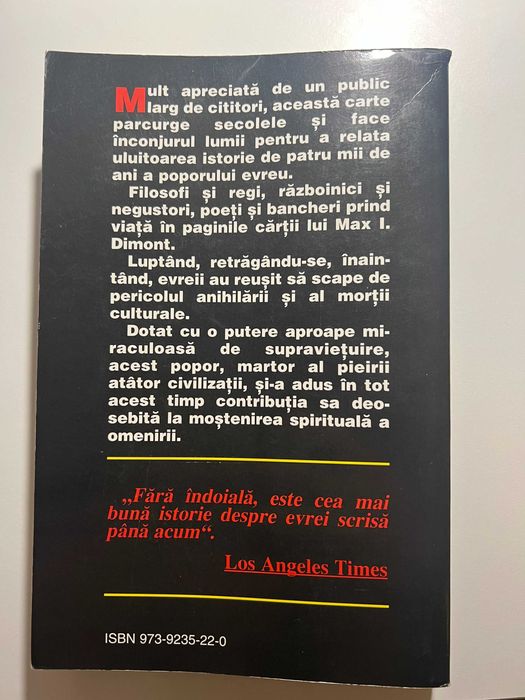 Mult apreciată de un public
larg de cititori, această carte
parcurge secolele și face
înconjurul lumii pentru a relata
uluitoarea istorie de patru mii de
ani a poporului evreu.
Filosofi și regi, războinici și
negustori, poeți și bancheri prind
viață în paginile cărții lui Max I.
Dimont.
Luptând, retrăgându-se, înain-
tând, evreii au reușit să scape de
pericolul anihilării și al morții
culturale.
Dotat cu o putere aproape mi-
raculoasă de supraviețuire,
acest popor, martor al pieirii
atâtor civilizații, și-a adus în tot
acest timp contribuția sa deo-
sebită la moștenirea spirituală a
omenirii.
„Fără îndoială, este cea mai
bună istorie despre evrei scrisă
până acum“.
Los Angeles Times
ISBN 973-9235-22-0